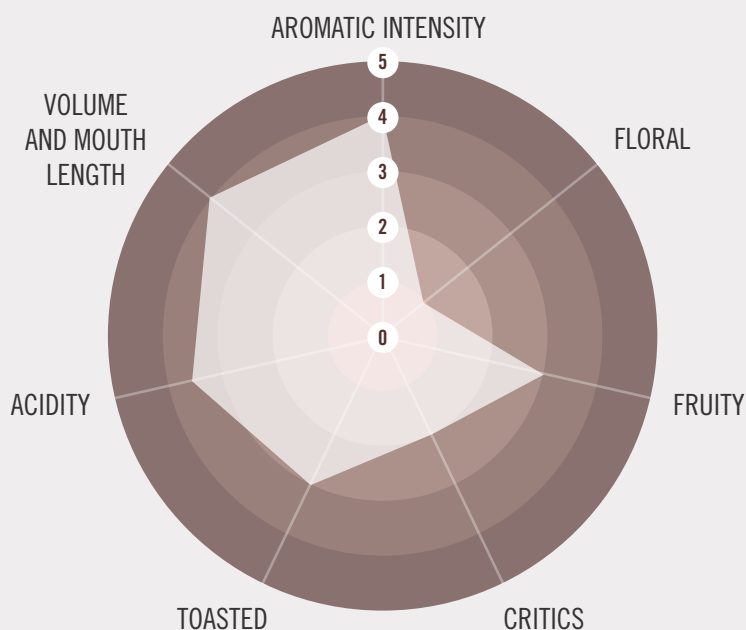 AROMATIC INTENSITY
5
VOLUME
AND MOUTH
LENGTH
4
FLORAL
3
2
1
0
ACIDITY
FRUITY
TOASTED
CRITICS